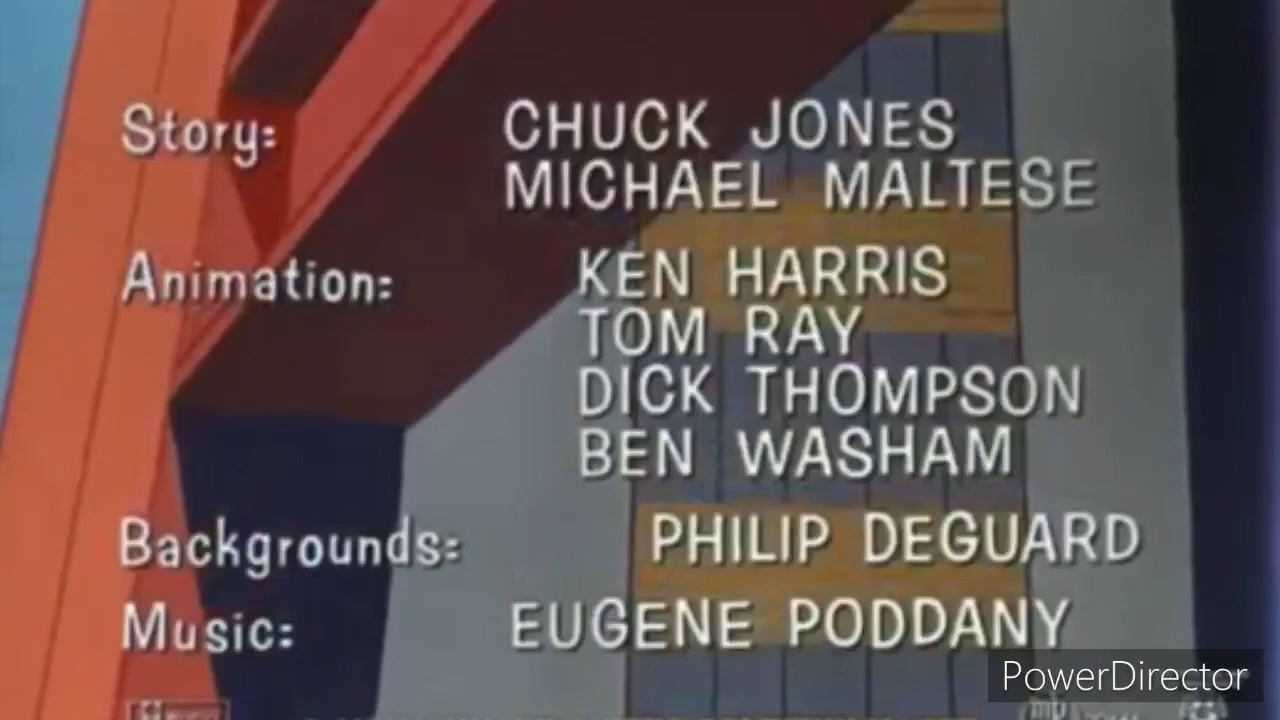 Story: CHUCK JONES
MICHAEL MALTESE
Animation: KEN HARRIS
TOM RAY
DICK THOMPSON
BEN WASHAM
Backgrounds: PHILIP DeGUARD
Music: EUGENE PODDANY
PowerDirector